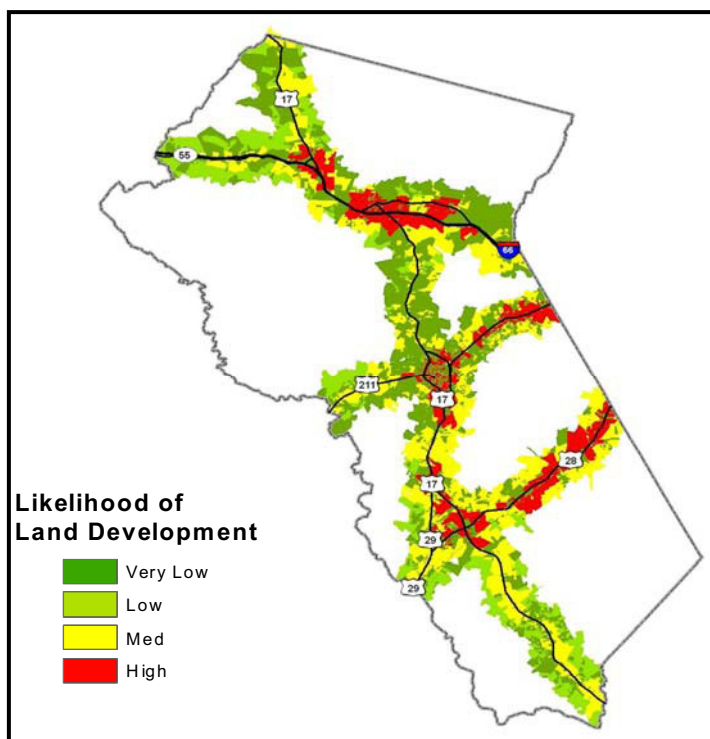 17
55
66
211
17
28
17
29
29
Likelihood of
Land Development
Very Low
Low
Med
High